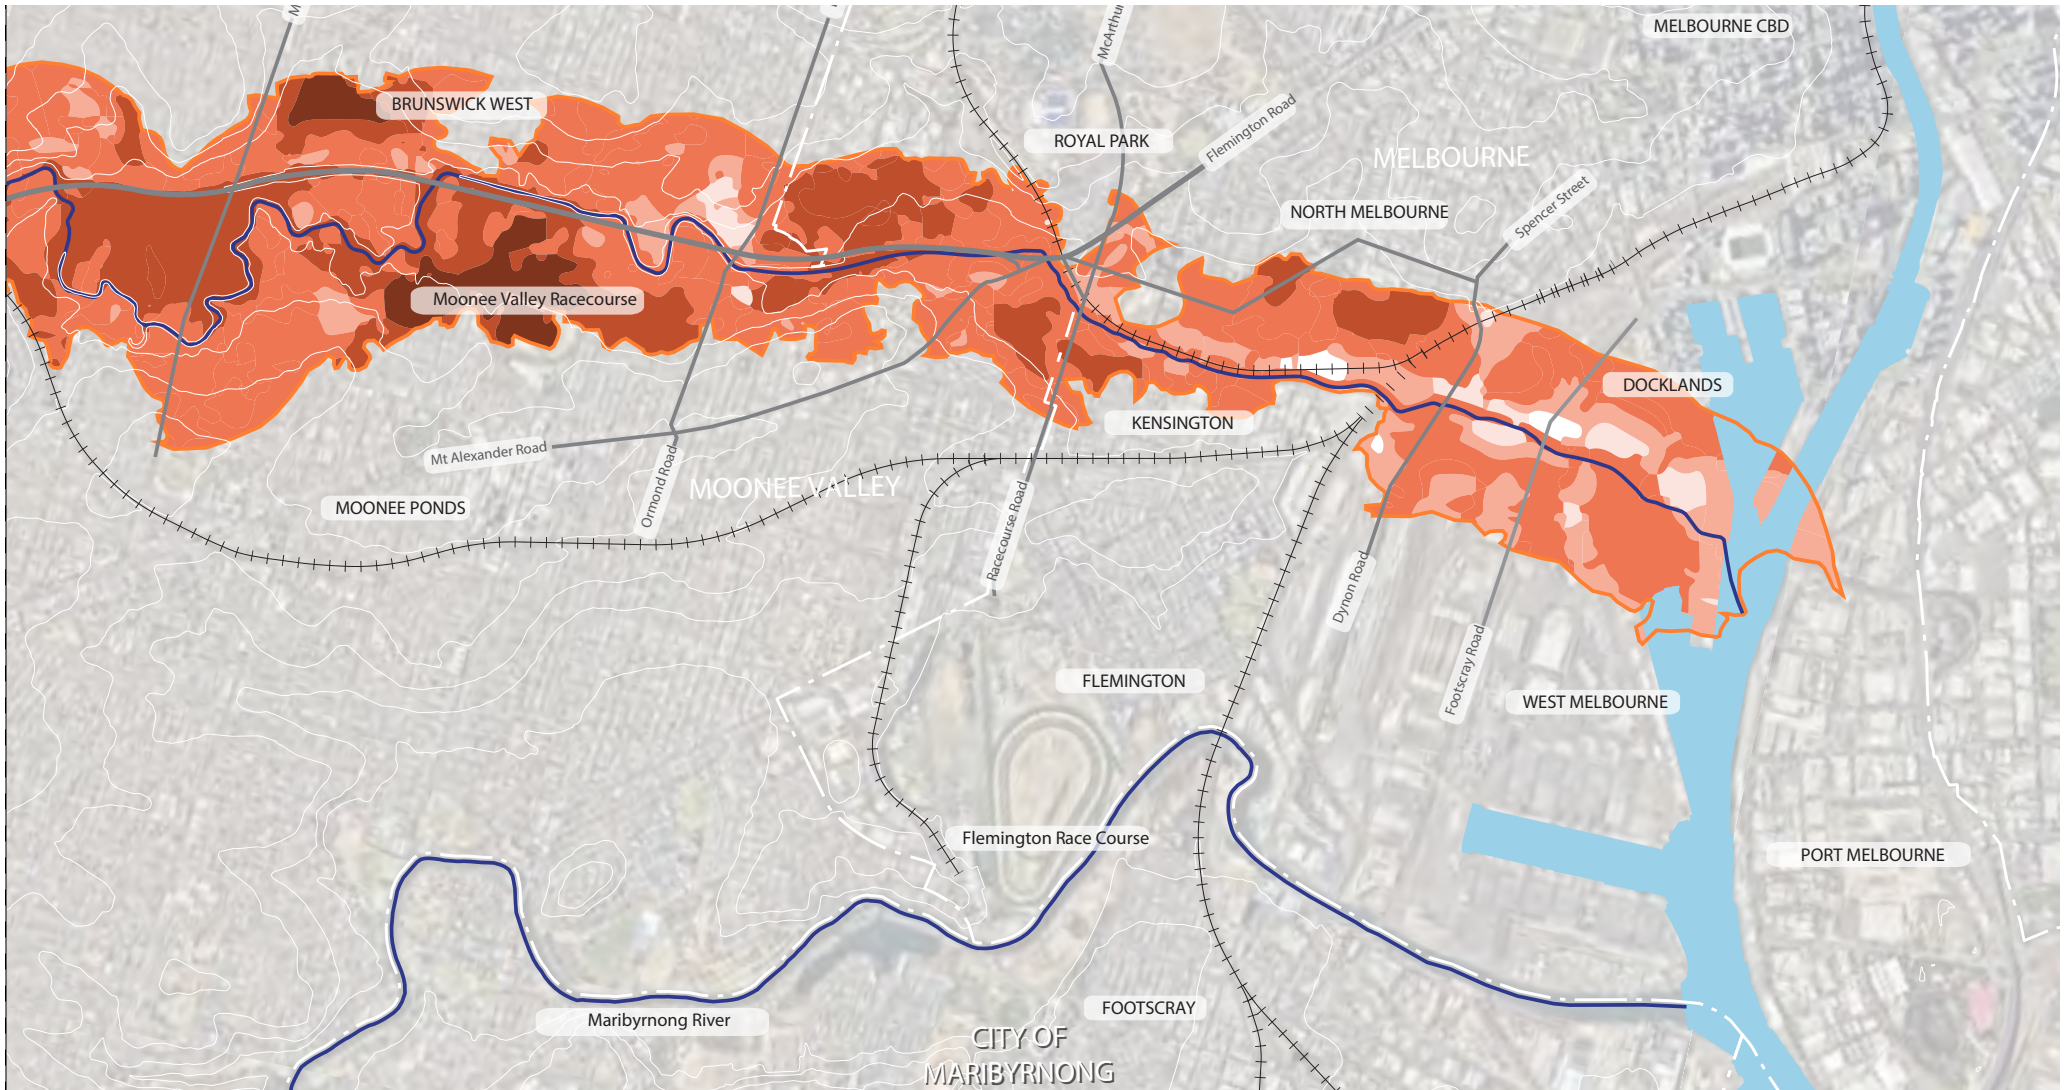 MELBOURNE CBD
McArthur
BRUNSWICK WEST
ROYAL PARK
Flemington Road
MELBOURNE
NORTH MELBOURNE
Spencer Street
Moonee Valley Racecourse
DOCKLANDS
KENSINGTON
Mt Alexander Road
Ormond Road
MOONEE VALLEY
MOONEE PONDS
Racecourse Road
Dynon Road
Footscray Road
FLEMINGTON
WEST MELBOURNE
Flemington Race Course
PORT MELBOURNE
Maribyrnong River
FOOTSCRAY
CITY OF
MARIBYRNONG